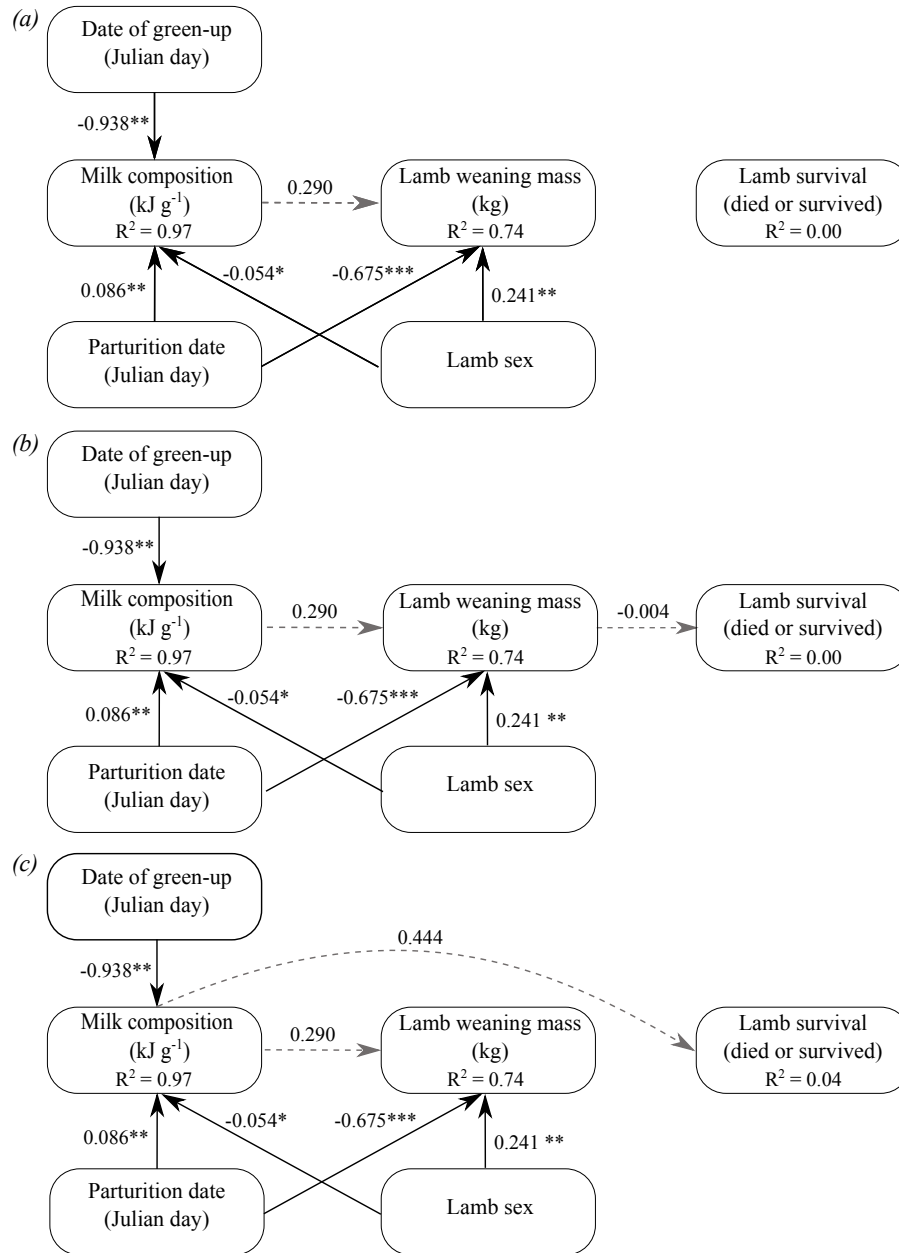 (a)
Date of green-up
(Julian day)
-0.938**
Milk composition
(kJ g⁻¹)
R² = 0.97
0.290
Lamb weaning mass
(kg)
R² = 0.74
Lamb survival
(died or survived)
R² = 0.00
0.086**
-0.054*
-0.675***
0.241**
Parturition date
(Julian day)
Lamb sex
(b)
Date of green-up
(Julian day)
-0.938**
Milk composition
(kJ g⁻¹)
R² = 0.97
0.290
Lamb weaning mass
(kg)
R² = 0.74
-0.004
Lamb survival
(died or survived)
R² = 0.00
0.086**
-0.054*
-0.675***
0.241 **
Parturition date
(Julian day)
Lamb sex
(c)
Date of green-up
(Julian day)
-0.938**
0.444
Milk composition
(kJ g⁻¹)
R² = 0.97
0.290
Lamb weaning mass
(kg)
R² = 0.74
Lamb survival
(died or survived)
R² = 0.04
0.086**
-0.054*
-0.675***
0.241 **
Parturition date
(Julian day)
Lamb sex